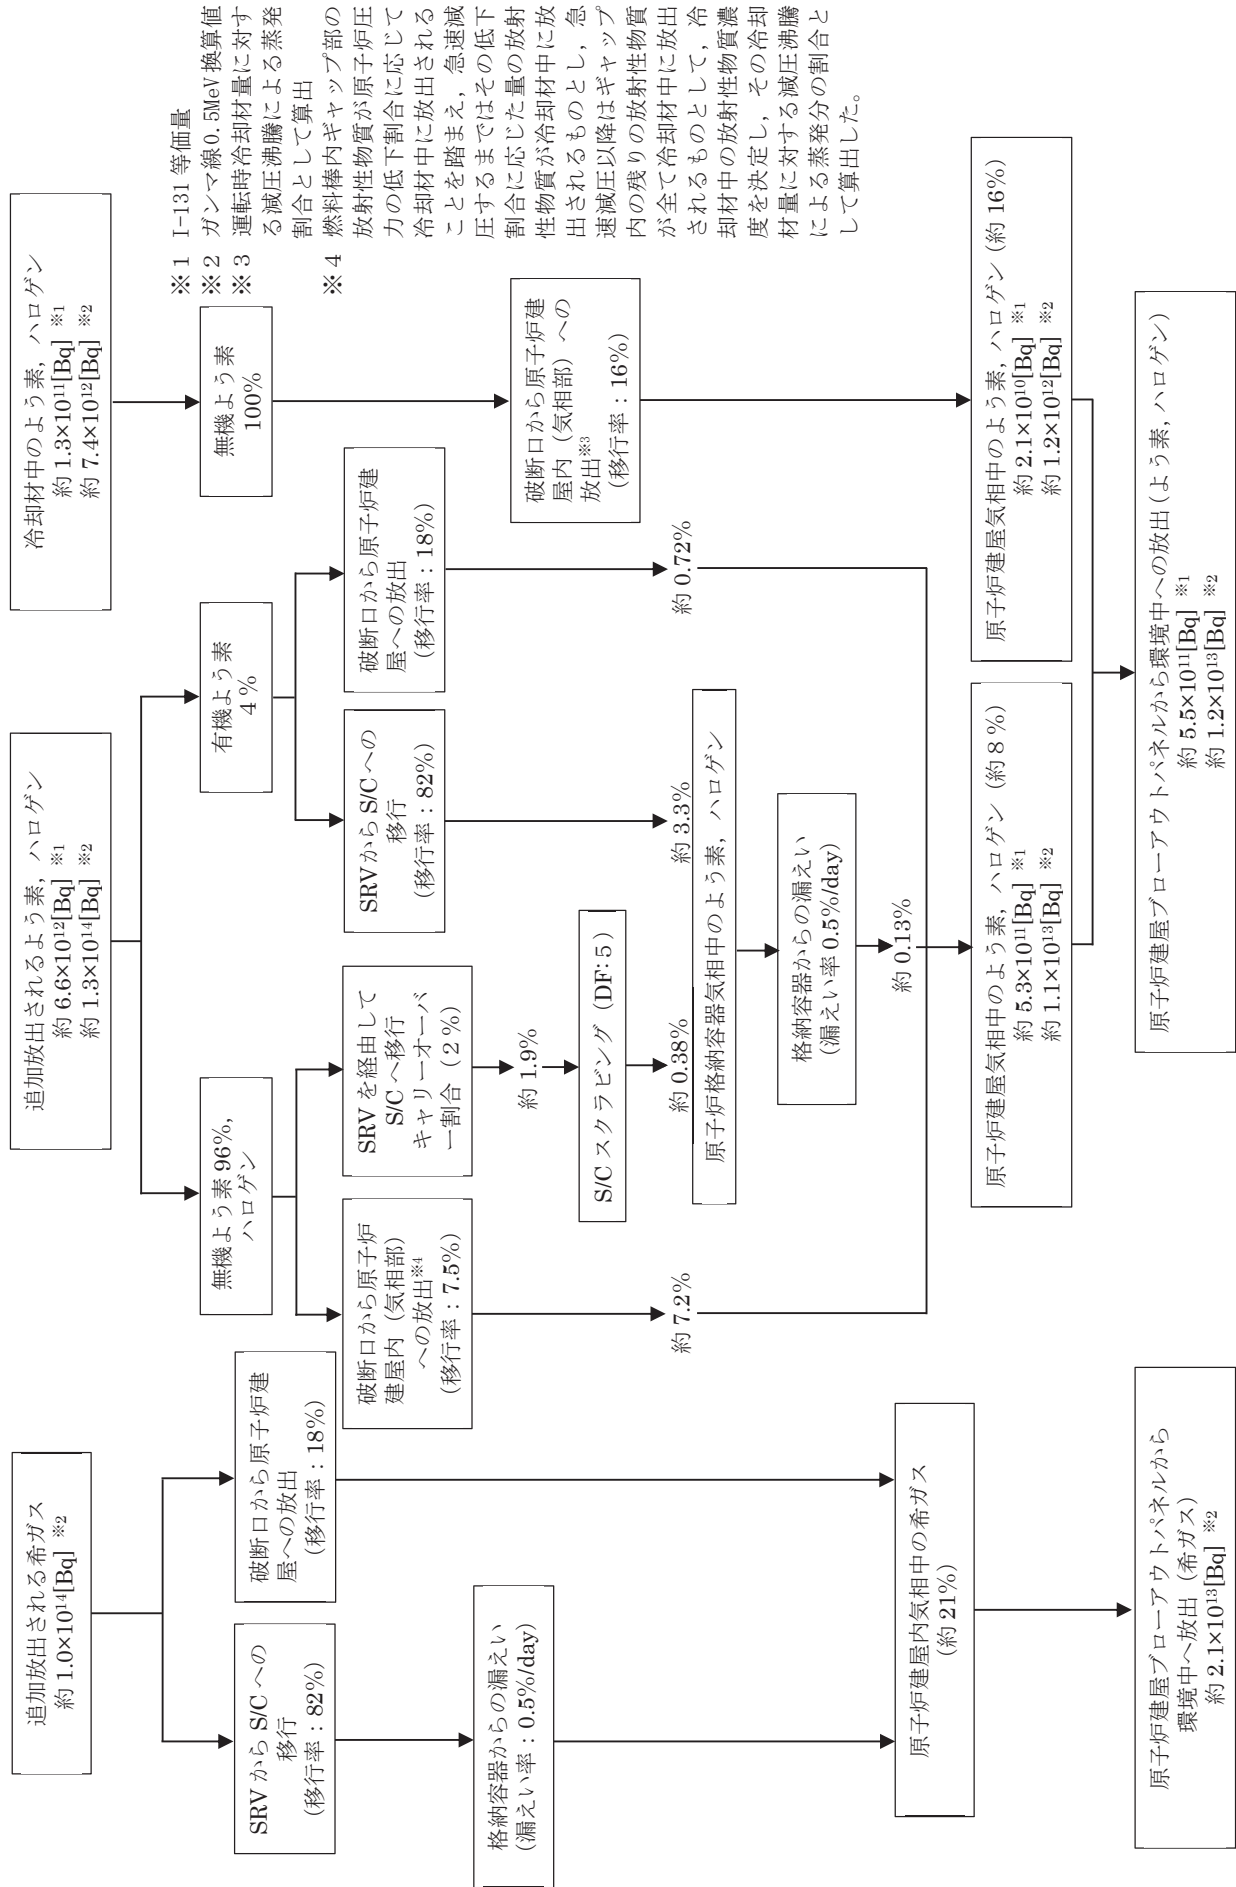 追加放出される希ガス
約 1.0×10¹⁴[Bq] ※2
SRV から S/C への
移行
(移行率：82%)
破断口から原子炉建
屋への放出
(移行率：18%)
格納容器からの漏えい
(漏えい率：0.5%/day)
原子炉建屋内気相中の希ガス
(約 21%)
原子炉建屋ブローアウトパネルから
環境中へ放出（希ガス）
約 2.1×10¹³[Bq] ※2
追加放出されるよう素，ハロゲン
約 6.6×10¹²[Bq] ※1
約 1.3×10¹⁴[Bq] ※2
無機よう素 96%,
ハロゲン
有機よう素
4 %
破断口から原子炉
建屋内（気相部）
への放出※4
(移行率：7.5%)
SRV を経由して
S/C へ移行
キャリーオーバ
ー割合（2 %）
SRV から S/C への
移行
(移行率：82%)
破断口から原子炉建
屋への放出
(移行率：18%)
約 1.9%
S/C スクラビング（DF:5）
約 7.2%
約 0.38%
約 3.3%
約 0.72%
原子炉格納容器気相中のよう素，ハロゲン
格納容器からの漏えい
(漏えい率 0.5%/day)
約 0.13%
原子炉建屋気相中のよう素，ハロゲン（約 8 %）
約 5.3×10¹¹[Bq] ※1
約 1.1×10¹³[Bq] ※2
冷却材中のよう素，ハロゲン
約 1.3×10¹¹[Bq] ※1
約 7.4×10¹²[Bq] ※2
無機よう素
100%
破断口から原子炉建
屋内（気相部）への
放出※3
(移行率：16%)
原子炉建屋気相中のよう素，ハロゲン（約 16%）
約 2.1×10¹⁰[Bq] ※1
約 1.2×10¹²[Bq] ※2
原子炉建屋ブローアウトパネルから環境中への放出（よう素，ハロゲン）
約 5.5×10¹¹[Bq] ※1
約 1.2×10¹³[Bq] ※2
※1 I-131 等価量
※2 ガンマ線0.5MeV 換算値
※3 運転時冷却材量に対す
る減圧沸騰による蒸発
割合として算出
※4 燃料棒内ギャップ部の
放射性物質が原子炉圧
力の低下割合に応じて
冷却材中に放出される
ことを踏まえ，急速減
圧するまではその低下
割合に応じた量の放射
性物質が冷却材中に放
出されるものとし，急
速減圧以降はギャップ
内の残りの放射性物質
が全て冷却材中に放出
されるものとして，冷
却材中の放射性物質濃
度を決定し，その冷却
材量に対する減圧沸騰
による蒸発分の割合と
して算出した。